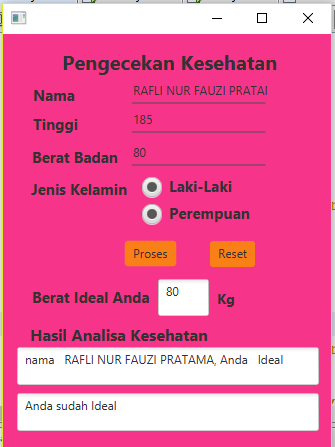 Pengecekan Kesehatan
Nama RAFLI NUR FAUZI PRATAI
Tinggi 185
Berat Badan 80
Jenis Kelamin Laki-Laki
Perempuan
Proses Reset
Berat Ideal Anda 80 Kg
Hasil Analisa Kesehatan
nama RAFLI NUR FAUZI PRATAMA, Anda Ideal
Anda sudah Ideal